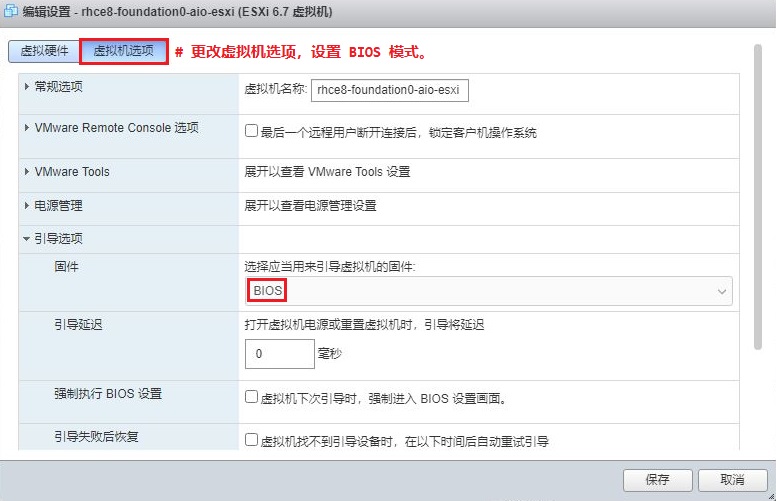 编辑设置 - rhce8-foundation0-aio-esxi (ESXi 6.7 虚拟机)
虚拟硬件 虚拟机选项 # 更改虚拟机选项，设置 BIOS 模式。
常规选项 虚拟机名称: rhce8-foundation0-aio-esxi
VMware Remote Console 选项 最后一个远程用户断开连接后，锁定客户机操作系统
VMware Tools 展开以查看 VMware Tools 设置
电源管理 展开以查看电源管理设置
引导选项
固件 选择应当用来引导虚拟机的固件:
BIOS
引导延迟 打开虚拟机电源或重置虚拟机时，引导将延迟
0 毫秒
强制执行 BIOS 设置 虚拟机下次引导时，强制进入 BIOS 设置画面。
引导失败后恢复 虚拟机找不到引导设备时，在以下时间后自动重试引导
保存 取消